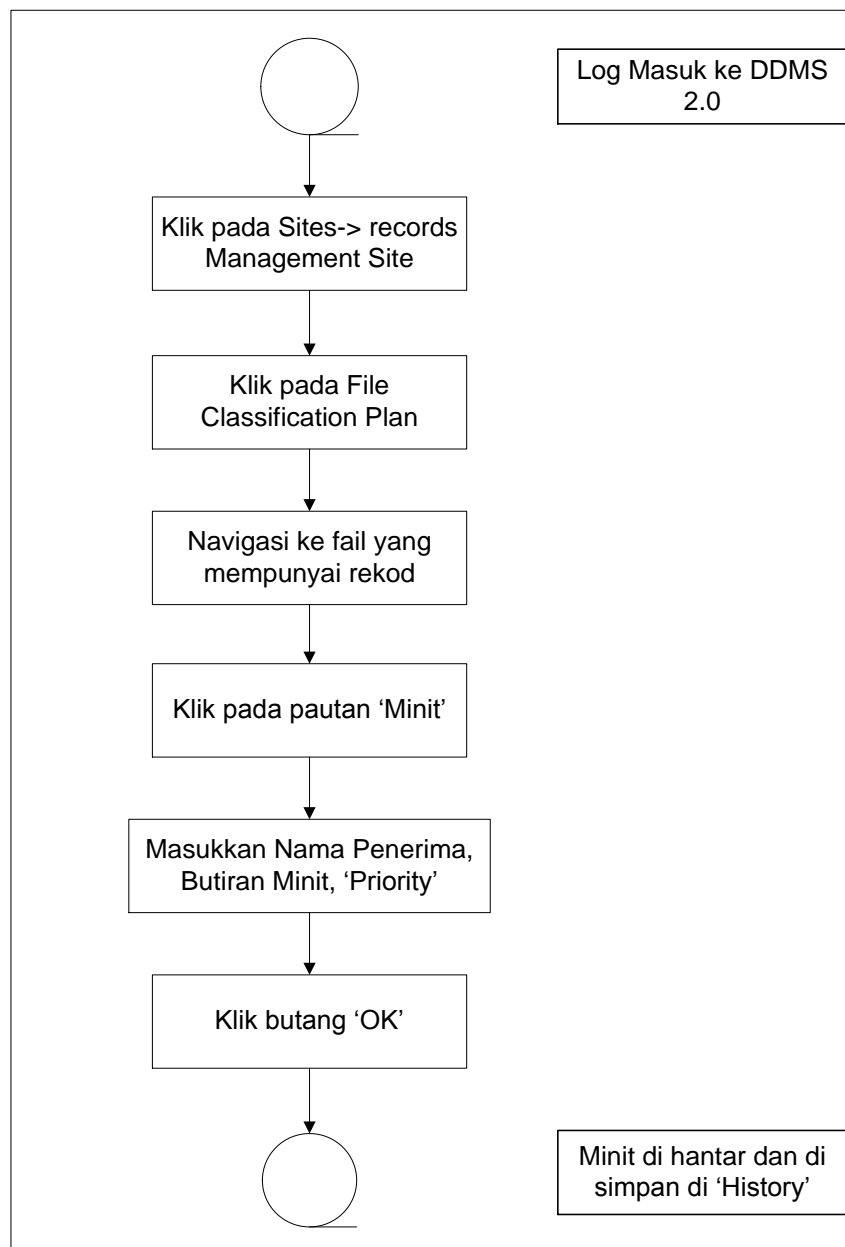 Log Masuk ke DDMS
2.0
Klik pada Sites-> records
Management Site
Klik pada File
Classification Plan
Navigasi ke fail yang
mempunyai rekod
Klik pada pautan ‘Minit’
Masukkan Nama Penerima,
Butiran Minit, ‘Priority’
Klik butang ‘OK’
Minit di hantar dan di
simpan di ‘History’